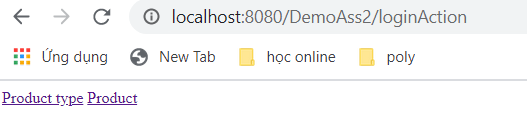 localhost:8080/DemoAss2/loginAction
Ứng dụng New Tab học online poly
Product type Product